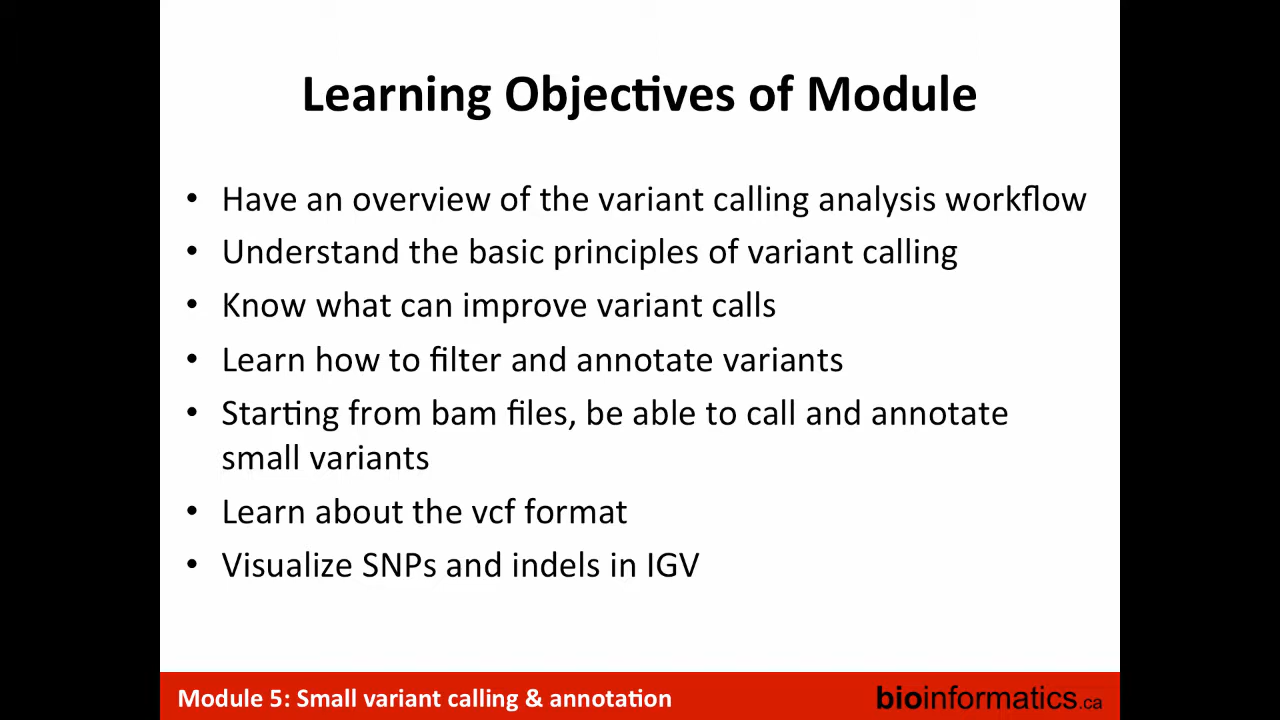 Learning Objectives of Module
• Have an overview of the variant calling analysis workflow
• Understand the basic principles of variant calling
• Know what can improve variant calls
• Learn how to filter and annotate variants
• Starting from bam files, be able to call and annotate
small variants
• Learn about the vcf format
• Visualize SNPs and indels in IGV
Module 5: Small variant calling & annotation
bioinformatics.ca